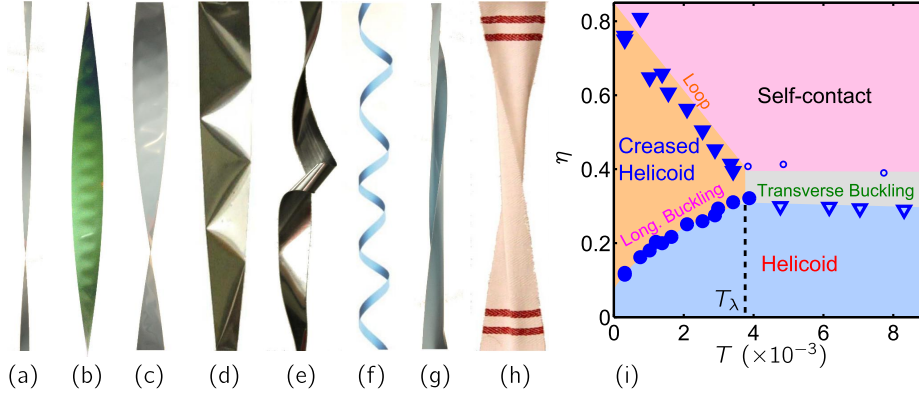 (a) (b) (c) (d) (e) (f) (g) (h) (i)
η
0.8
0.6
0.4
0.2
0
Loop
Self-contact
Creased
Helicoid
Transverse Buckling
Long. Buckling
Helicoid
T_λ
0 2 4 6 8
T (×10⁻³)